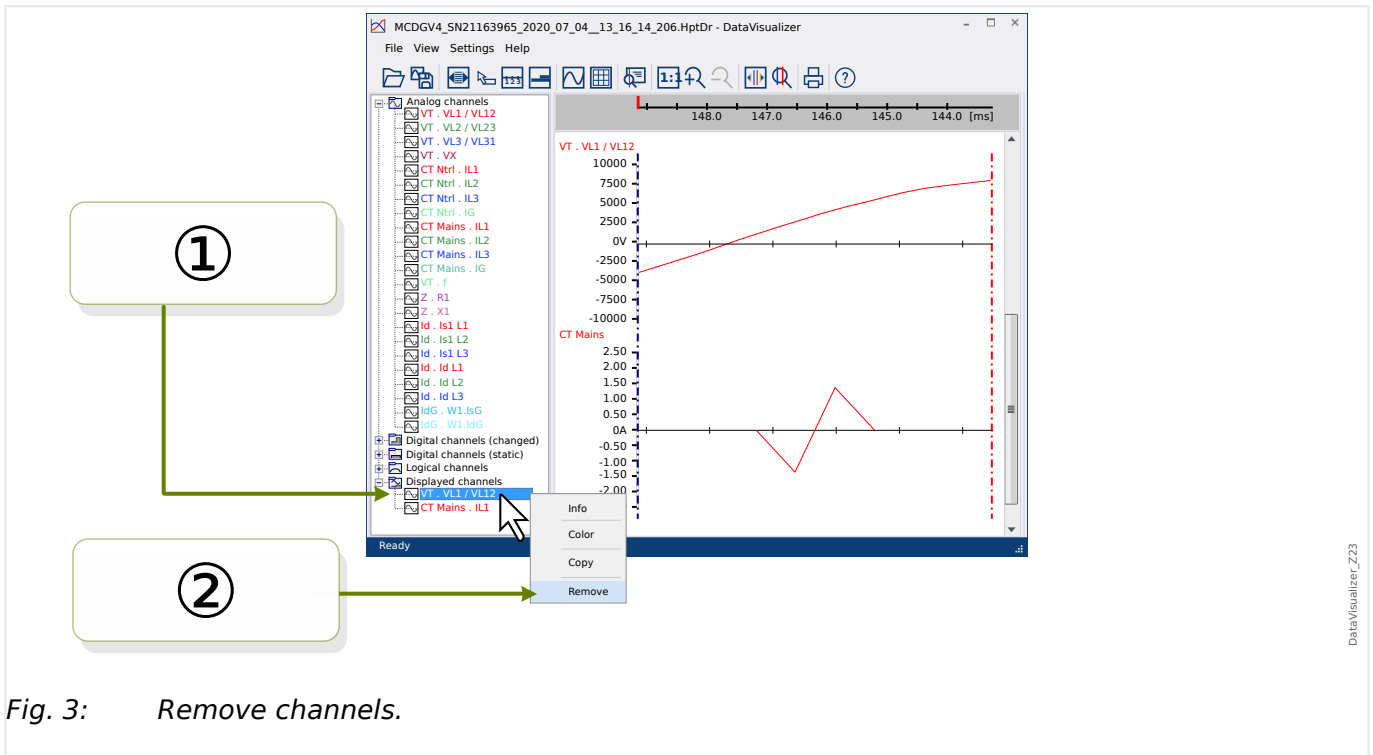 MCDGV4_SN21163965_2020_07_04__13_16_14_206.HptDr - DataVisualizer
File View Settings Help
1 2 3
1:1
?
Analog channels
VT . VL1 / VL12
VT . VL2 / VL23
VT . VL3 / VL31
VT . VX
CT Ntrl . IL1
CT Ntrl . IL2
CT Ntrl . IL3
CT Ntrl . IG
CT Mains . IL1
CT Mains . IL2
CT Mains . IL3
CT Mains . IG
VT . f
Z . R1
Z . X1
Id . Is1 L1
Id . Is1 L2
Id . Is1 L3
Id . Id L1
Id . Id L2
Id . Id L3
IdG . W1.IsG
IdG . W1.IdG
Digital channels (changed)
Digital channels (static)
Logical channels
Displayed channels
VT . VL1 / VL12
CT Mains . IL1
148.0 147.0 146.0 145.0 144.0 [ms]
VT . VL1 / VL12
10000
7500
5000
2500
0V
-2500
-5000
-7500
-10000
CT Mains
2.50
2.00
1.50
1.00
0.50
0A
-0.50
-1.00
-1.50
-2.00
Info
Color
Copy
Remove
Ready
①
②
DataVisualizer_Z23
Fig. 3: Remove channels.